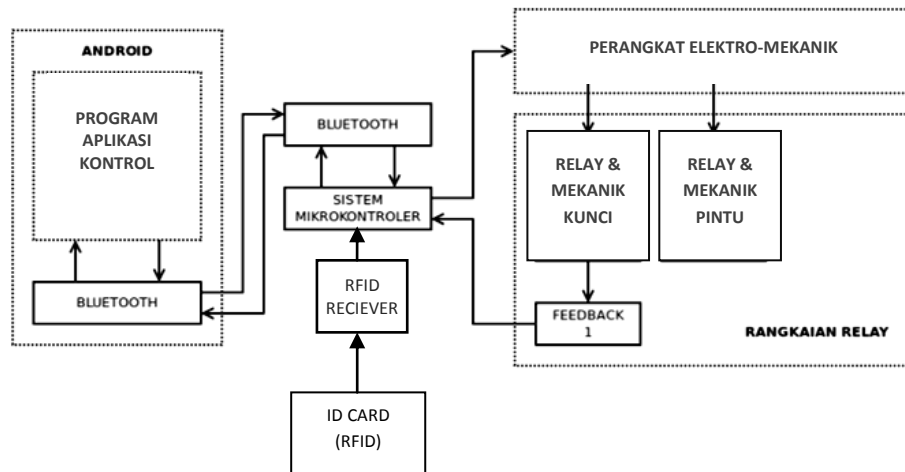 ANDROID
PROGRAM
APLIKASI
KONTROL
BLUETOOTH
BLUETOOTH
SISTEM
MIKROKONTROLER
RFID
RECIEVER
ID CARD
(RFID)
PERANGKAT ELEKTRO-MEKANIK
RELAY &
MEKANIK
KUNCI
RELAY &
MEKANIK
PINTU
FEEDBACK
1
RANGKAIAN RELAY